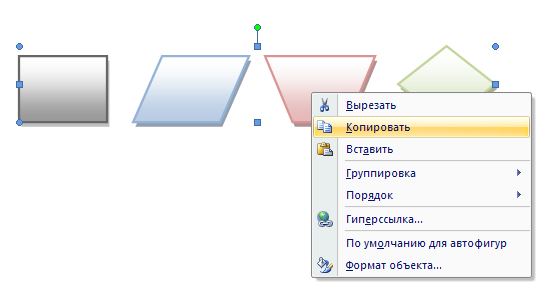 Вырезать
Копировать
Вставить
Группировка
Порядок
Гиперссылка...
По умолчанию для автофигур
Формат объекта...